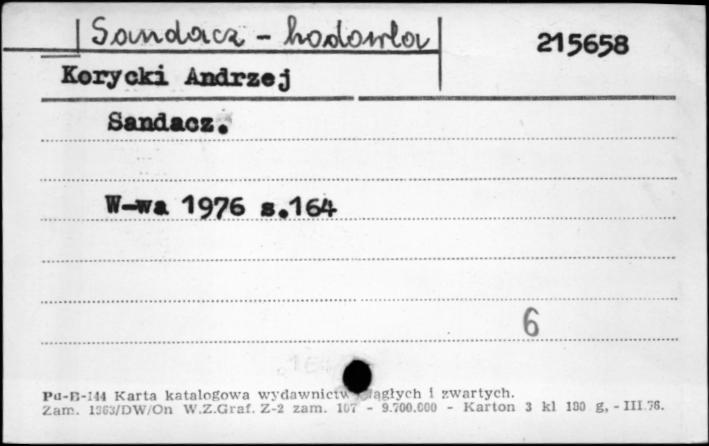 Sandacz - hodowla
215658
Korycki Andrzej
Sandacz.
W-wa 1976 s.164
6
Pu-B-144 Karta katalogowa wydawnictw ciągłych i zwartych.
Zam. 1363/DW/On W.Z.Graf. Z-2 zam. 107 - 9.700.000 - Karton 3 kl 180 g, - III.76.